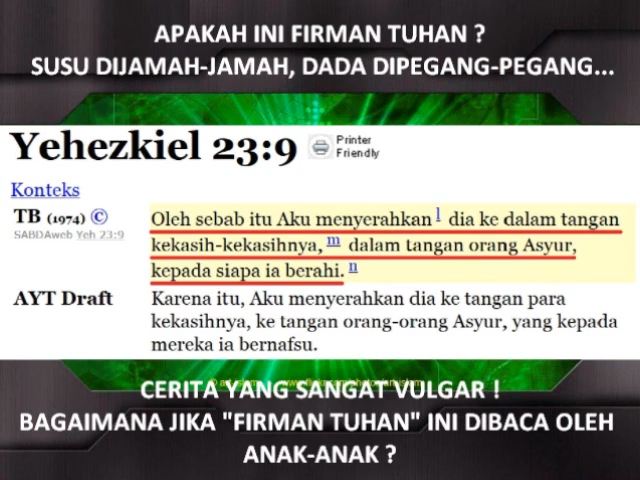 APAKAH INI FIRMAN TUHAN ?
SUSU DIJAMAH-JAMAH, DADA DIPEGANG-PEGANG...
Yehezkiel 23:9
Printer
Friendly
Konteks
TB (1974) ©
SABDAweb Yeh 23:9
Oleh sebab itu Aku menyerahkan l dia ke dalam tangan
kekasih-kekasihnya, m dalam tangan orang Asyur,
kepada siapa ia berahi. n
AYT Draft
Karena itu, Aku menyerahkan dia ke tangan para
kekasihnya, ke tangan orang-orang Asyur, yang kepada
mereka ia bernafsu.
CERITA YANG SANGAT VULGAR !
BAGAIMANA JIKA "FIRMAN TUHAN" INI DIBACA OLEH
ANAK-ANAK ?